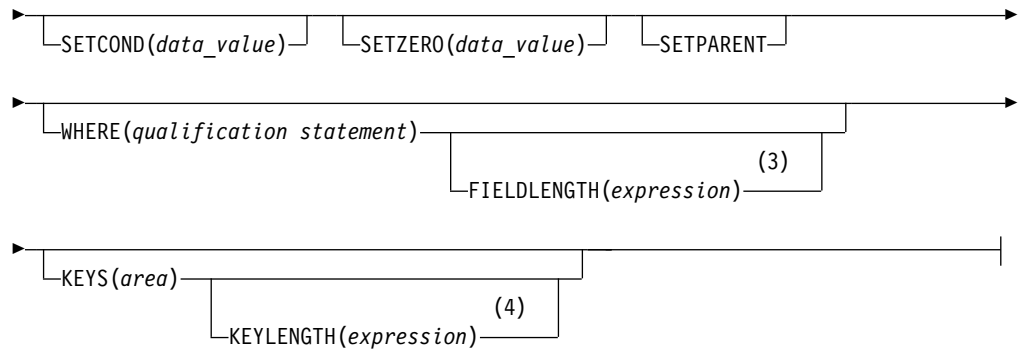 SETCOND(data_value) SETZERO(data_value) SETPARENT
WHERE(qualification statement)
(3)
FIELDLENGTH(expression)
KEYS(area)
(4)
KEYLENGTH(expression)